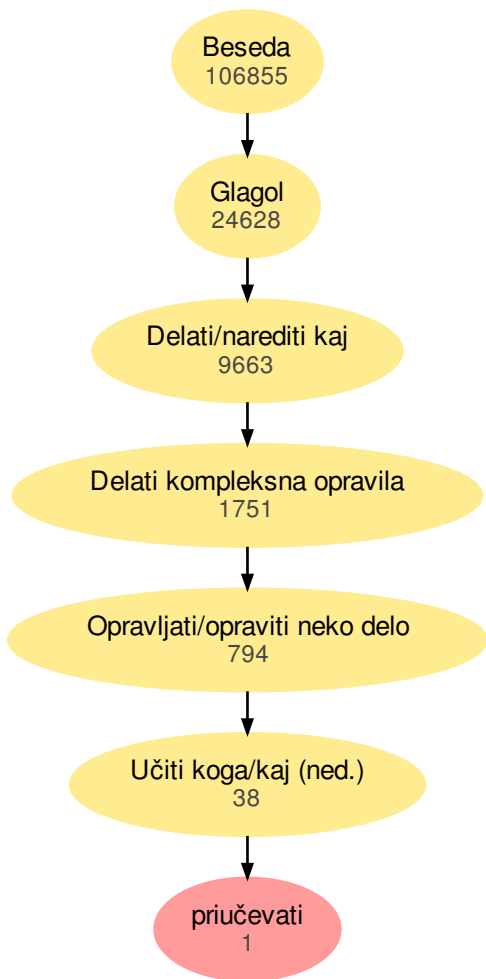 Beseda
106855
Glagol
24628
Delati/narediti kaj
9663
Delati kompleksna opravila
1751
Opravljati/opraviti neko delo
794
Učiti koga/kaj (ned.)
38
priučevati
1